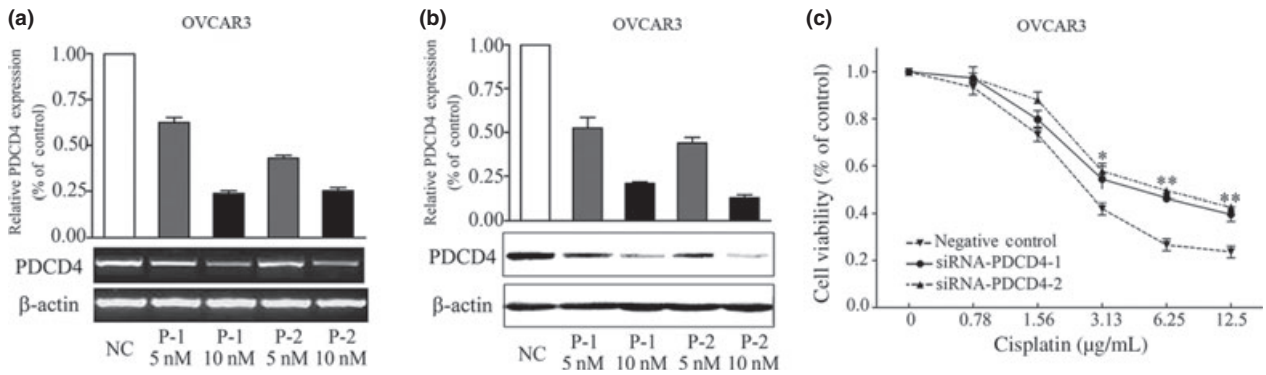 (a)
OVCAR3
Relative PDCD4 expression
(% of control)
1.00
0.75
0.50
0.25
0.00
PDCD4
β-actin
NC
P-1
5 nM
P-1
10 nM
P-2
5 nM
P-2
10 nM
(b)
OVCAR3
Relative PDCD4 expression
(% of control)
1.00
0.75
0.50
0.25
0.00
PDCD4
β-actin
NC
P-1
5 nM
P-1
10 nM
P-2
5 nM
P-2
10 nM
(c)
OVCAR3
Cell viability (% of control)
1.0
0.8
0.6
0.4
0.2
0.0
*
**
**
Negative control
siRNA-PDCD4-1
siRNA-PDCD4-2
0
0.78
1.56
3.13
6.25
12.5
Cisplatin (µg/mL)